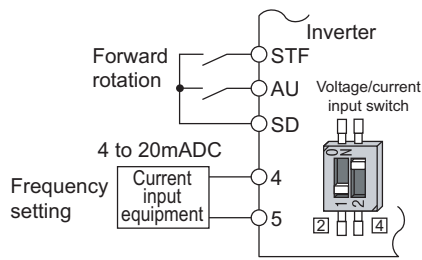 Inverter
Forward
rotation
STF
AU
SD
Voltage/current
input switch
4 to 20mADC
Frequency
setting
Current
input
equipment
4
5
ON
1 2
2 4